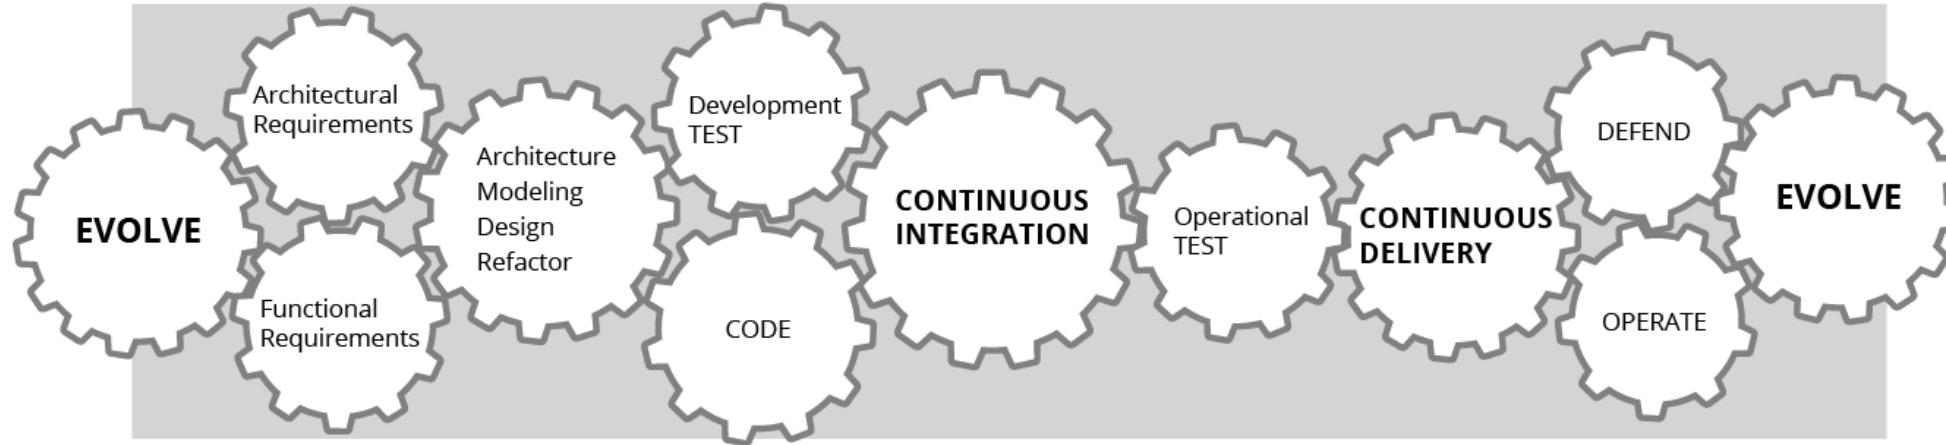 EVOLVE
Architectural
Requirements
Functional
Requirements
Architecture
Modeling
Design
Refactor
Development
TEST
CODE
CONTINUOUS
INTEGRATION
Operational
TEST
CONTINUOUS
DELIVERY
DEFEND
OPERATE
EVOLVE